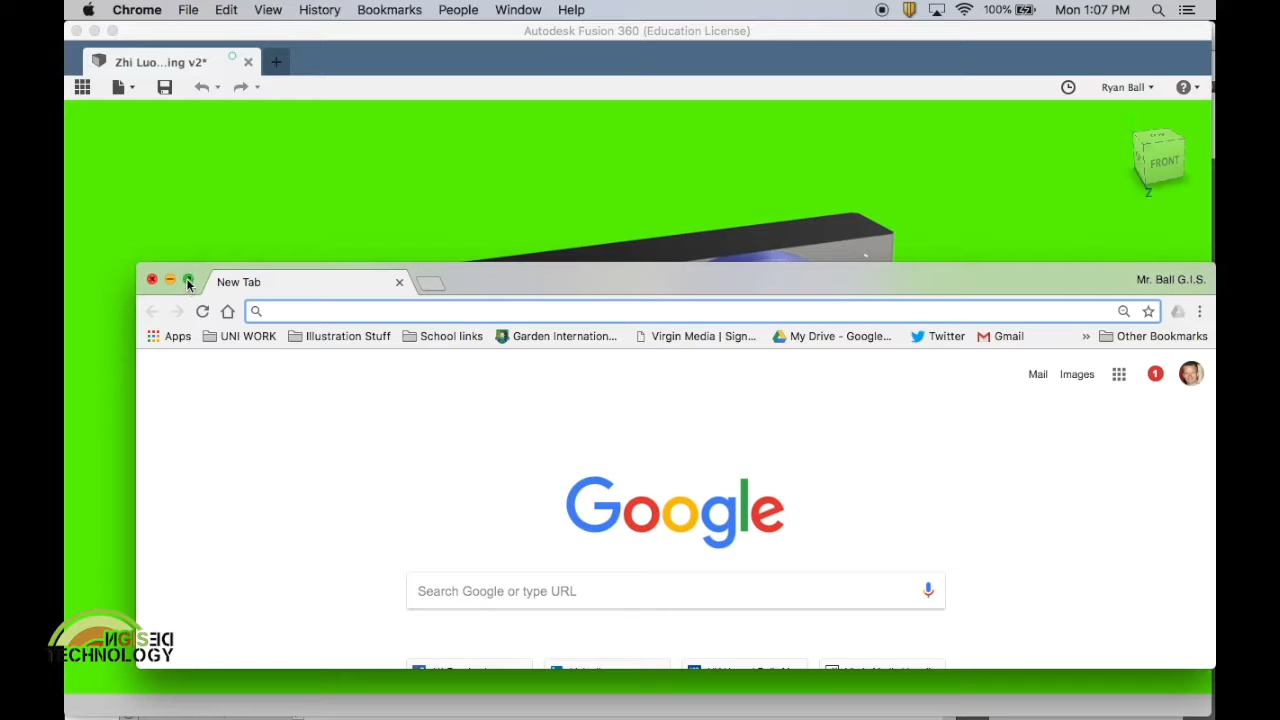 Chrome File Edit View History Bookmarks People Window Help 100% Mon 1:07 PM
Autodesk Fusion 360 (Education License)
Zhi Luo...ing v2*
Ryan Ball
FRONT
Z
New Tab
Mr. Ball G.I.S.
Apps UNI WORK Illustration Stuff School links Garden Internation... Virgin Media | Sign... My Drive - Google... Twitter Gmail » Other Bookmarks
Mail Images 1
Google
Search Google or type URL
DESIGN
TECHNOLOGY